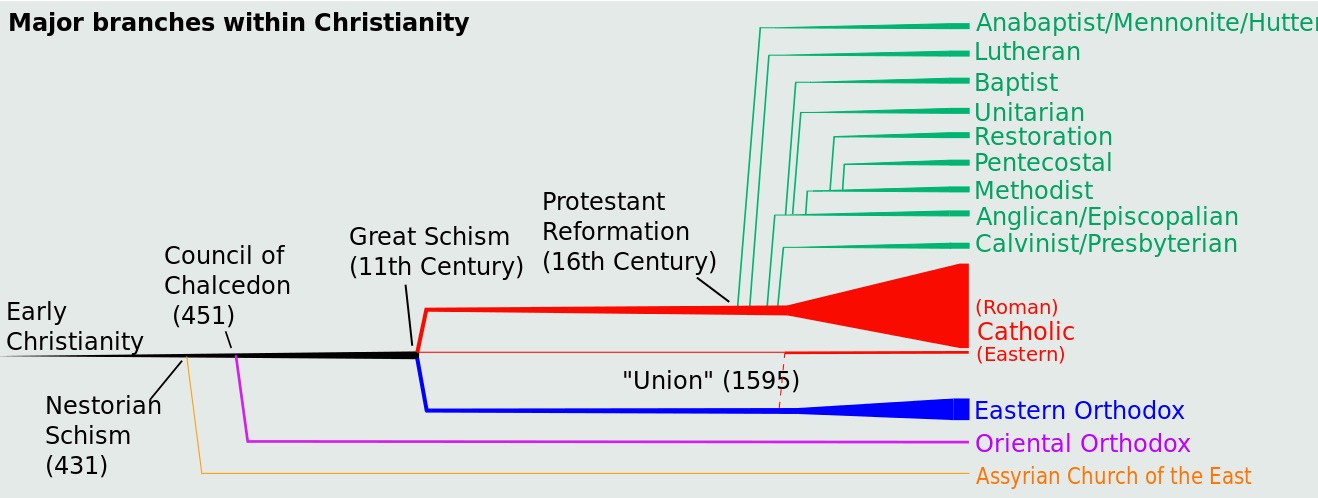 Major branches within Christianity
Anabaptist/Mennonite/Hutter
Lutheran
Baptist
Unitarian
Restoration
Pentecostal
Methodist
Anglican/Episcopalian
Calvinist/Presbyterian
Protestant
Reformation
(16th Century)
Great Schism
(11th Century)
Council of
Chalcedon
(451)
Early
Christianity
(Roman)
Catholic
(Eastern)
"Union" (1595)
Nestorian
Schism
(431)
Eastern Orthodox
Oriental Orthodox
Assyrian Church of the East